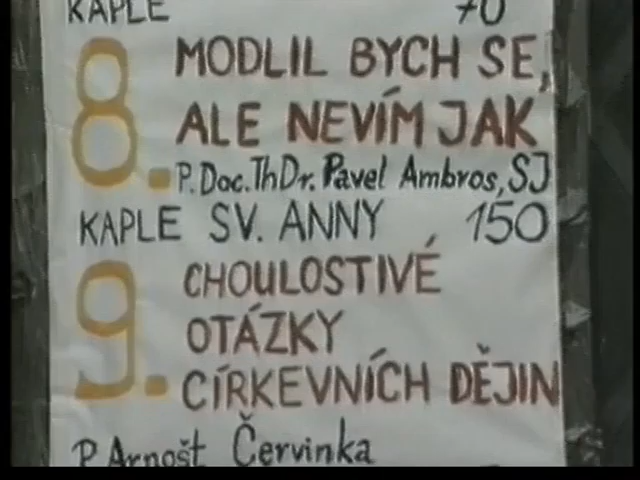 KAPLE 70
8. MODLIL BYCH SE,
ALE NEVÍM JAK
P. Doc. ThDr. Pavel Ambros, SJ
KAPLE SV. ANNY 150
9. CHOULOSTIVÉ
OTÁZKY
CÍRKEVNÍCH DĚJIN
P. Arnošt Červinka